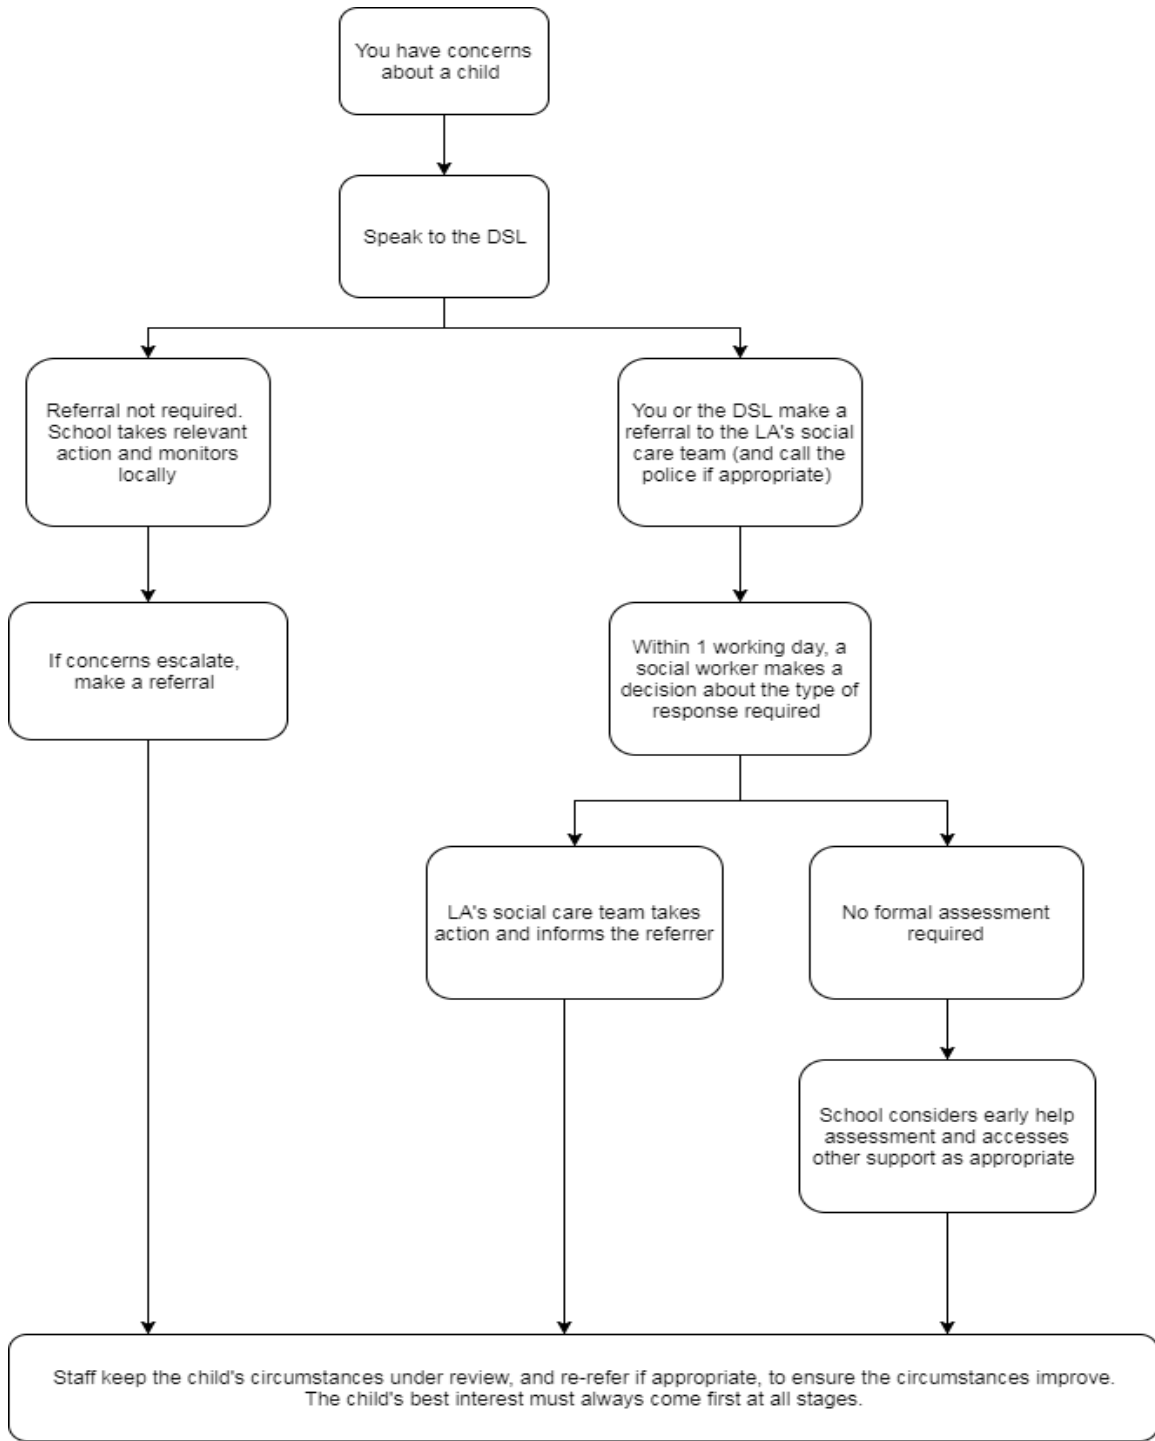 You have concerns
about a child
Speak to the DSL
Referral not required.
School takes relevant
action and monitors
locally
You or the DSL make a
referral to the LA's social
care team (and call the
police if appropriate)
If concerns escalate,
make a referral
Within 1 working day, a
social worker makes a
decision about the type of
response required
LA's social care team takes
action and informs the referrer
No formal assessment
required
School considers early help
assessment and accesses
other support as appropriate
Staff keep the child's circumstances under review, and re-refer if appropriate, to ensure the circumstances improve.
The child's best interest must always come first at all stages.